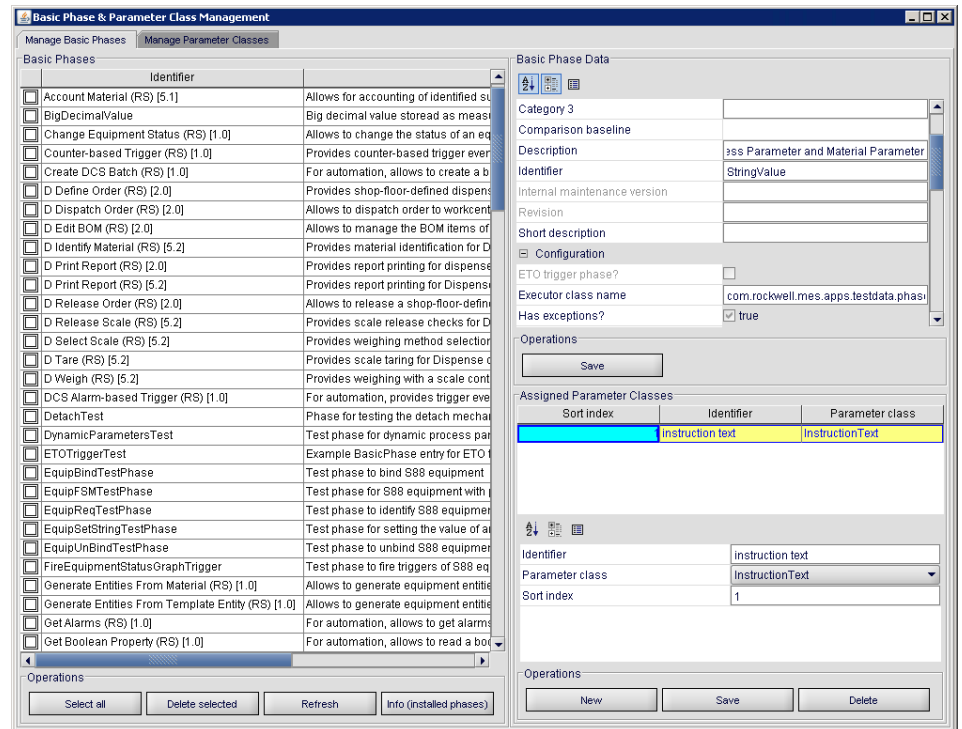 Basic Phase & Parameter Class Management
Manage Basic Phases
Manage Parameter Classes
Basic Phases
Identifier
Account Material (RS) [5.1] Allows for accounting of identified su
BigDecimalValue Big decimal value storead as meas
Change Equipment Status (RS) [1.0] Allows to change the status of an eq
Counter-based Trigger (RS) [1.0] Provides counter-based trigger even
Create DCS Batch (RS) [1.0] For automation, allows to create a b
D Define Order (RS) [2.0] Provides shop-floor-defined dispens
D Dispatch Order (RS) [2.0] Allows to dispatch order to workcent
D Edit BOM (RS) [2.0] Allows to manage the BOM items of
D Identify Material (RS) [5.2] Provides material identification for D
D Print Report (RS) [2.0] Provides report printing for dispense
D Print Report (RS) [5.2] Provides report printing for Dispens
D Release Order (RS) [2.0] Allows to release a shop-floor-defin
D Release Scale (RS) [5.2] Provides scale release checks for D
D Select Scale (RS) [5.2] Provides weighing method selection
D Tare (RS) [5.2] Provides scale taring for Dispense o
D Weigh (RS) [5.2] Provides weighing with a scale cont
DCS Alarm-based Trigger (RS) [1.0] For automation, provides trigger eve
DetachTest Phase for testing the detach mecha
DynamicParametersTest Test phase for dynamic process par
ETOTriggerTest Example BasicPhase entry for ETO
EquipBindTestPhase Test phase to bind S88 equipment
EquipFSMTestPhase Test phase for S88 equipment with
EquipReqTestPhase Test phase to identify S88 equipmen
EquipSetStringTestPhase Test phase for setting the value of a
EquipUnBindTestPhase Test phase to unbind S88 equipmen
FireEquipmentStatusGraphTrigger Test phase to fire triggers of S88 eq
Generate Entities From Material (RS) [1.0] Allows to generate equipment entitie
Generate Entities From Template Entity (RS) [1.0] Allows to generate equipment entitie
Get Alarms (RS) [1.0] For automation, allows to get alarms
Get Boolean Property (RS) [1.0] For automation, allows to read a boo
Operations
Select all
Delete selected
Refresh
Info (installed phases)
Basic Phase Data
Category 3
Comparison baseline
Description ess Parameter and Material Parameter
Identifier StringValue
Internal maintenance version
Revision
Short description
Configuration
ETO trigger phase?
Executor class name com.rockwell.mes.apps.testdata.phas
Has exceptions? true
Operations
Save
Assigned Parameter Classes
Sort index Identifier Parameter class
1 instruction text InstructionText
Identifier instruction text
Parameter class InstructionText
Sort index 1
Operations
New
Save
Delete